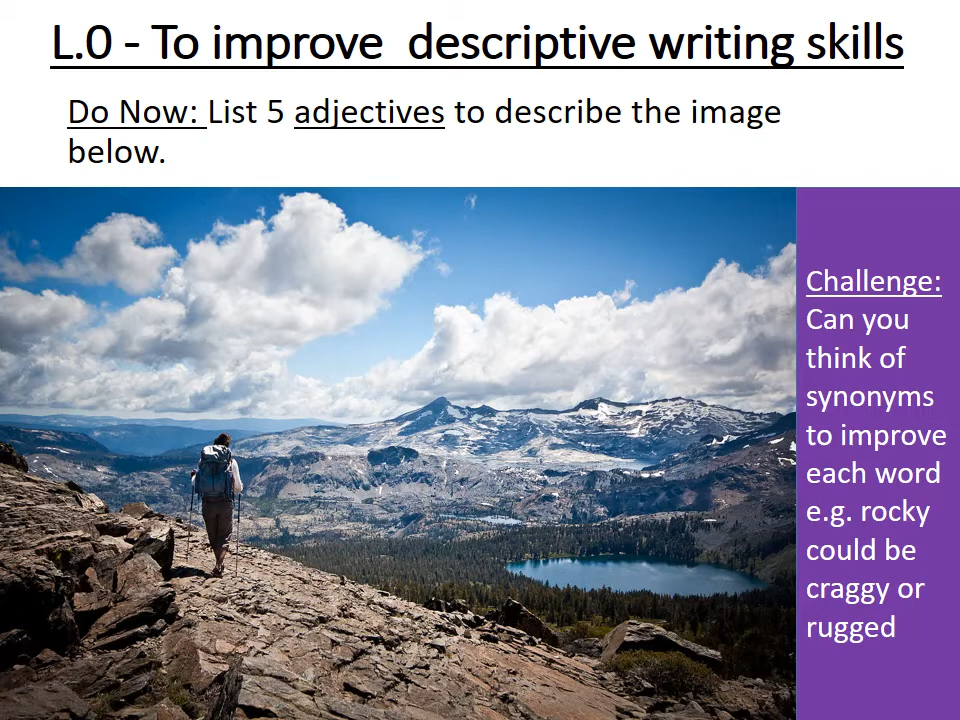 L.0 - To improve  descriptive writing skills
Do Now: List 5 adjectives to describe the image
below.
Challenge:
Can you
think of
synonyms
to improve
each word
e.g. rocky
could be
craggy or
rugged